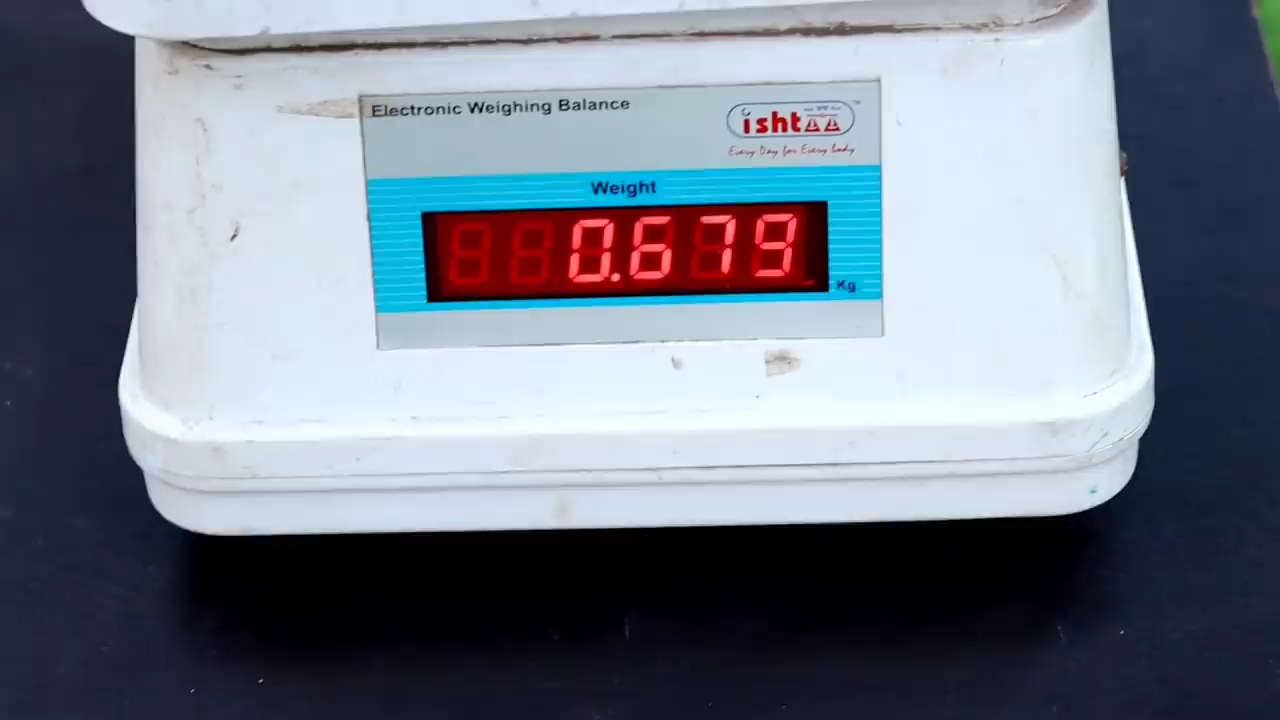 Electronic Weighing Balance
ishtaa
Every Day for Every body
Weight
0.679
Kg